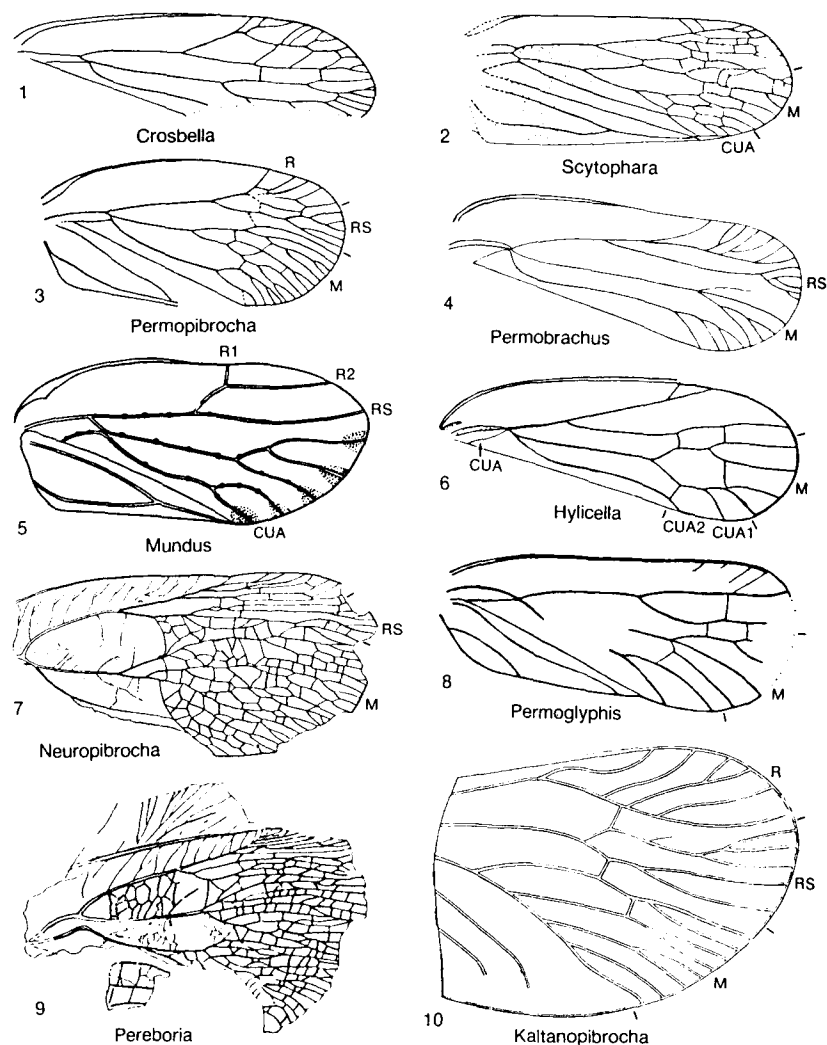 1
Crosbella
2
M
CUA
Scytophara
R
RS
M
3
Permopibrocha
RS
M
4
Permobrachus
R1
R2
RS
CUA
5
Mundus
CUA
M
6
Hylicella
CUA2
CUA1
RS
M
7
Neuropibrocha
M
8
Permoglyphis
9
Pereboria
R
RS
M
10
Kaltanopibrocha